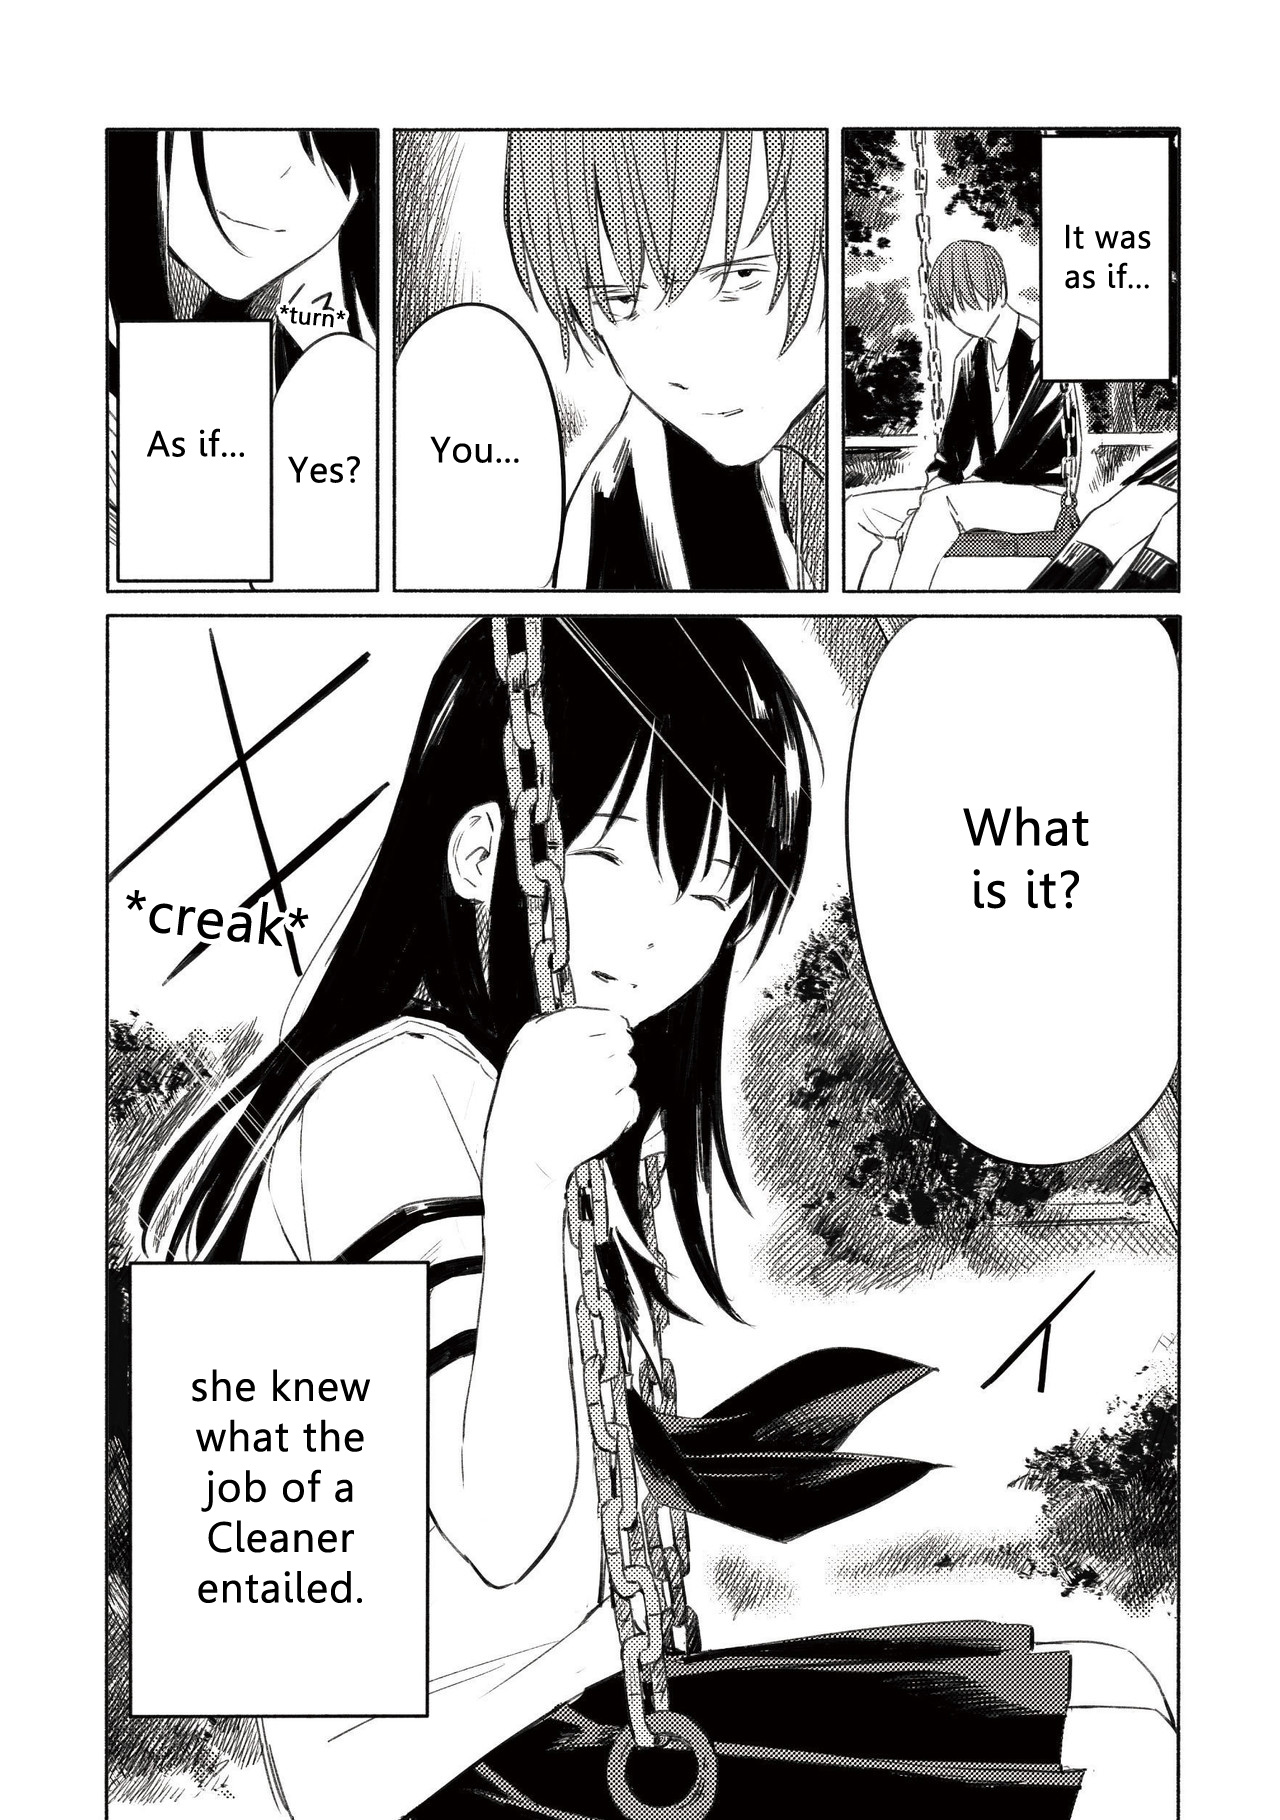 It was
as if...
You...
*turn*
Yes?
As if...
What
is it?
*creak*
she knew
what the
job of a
Cleaner
entailed.